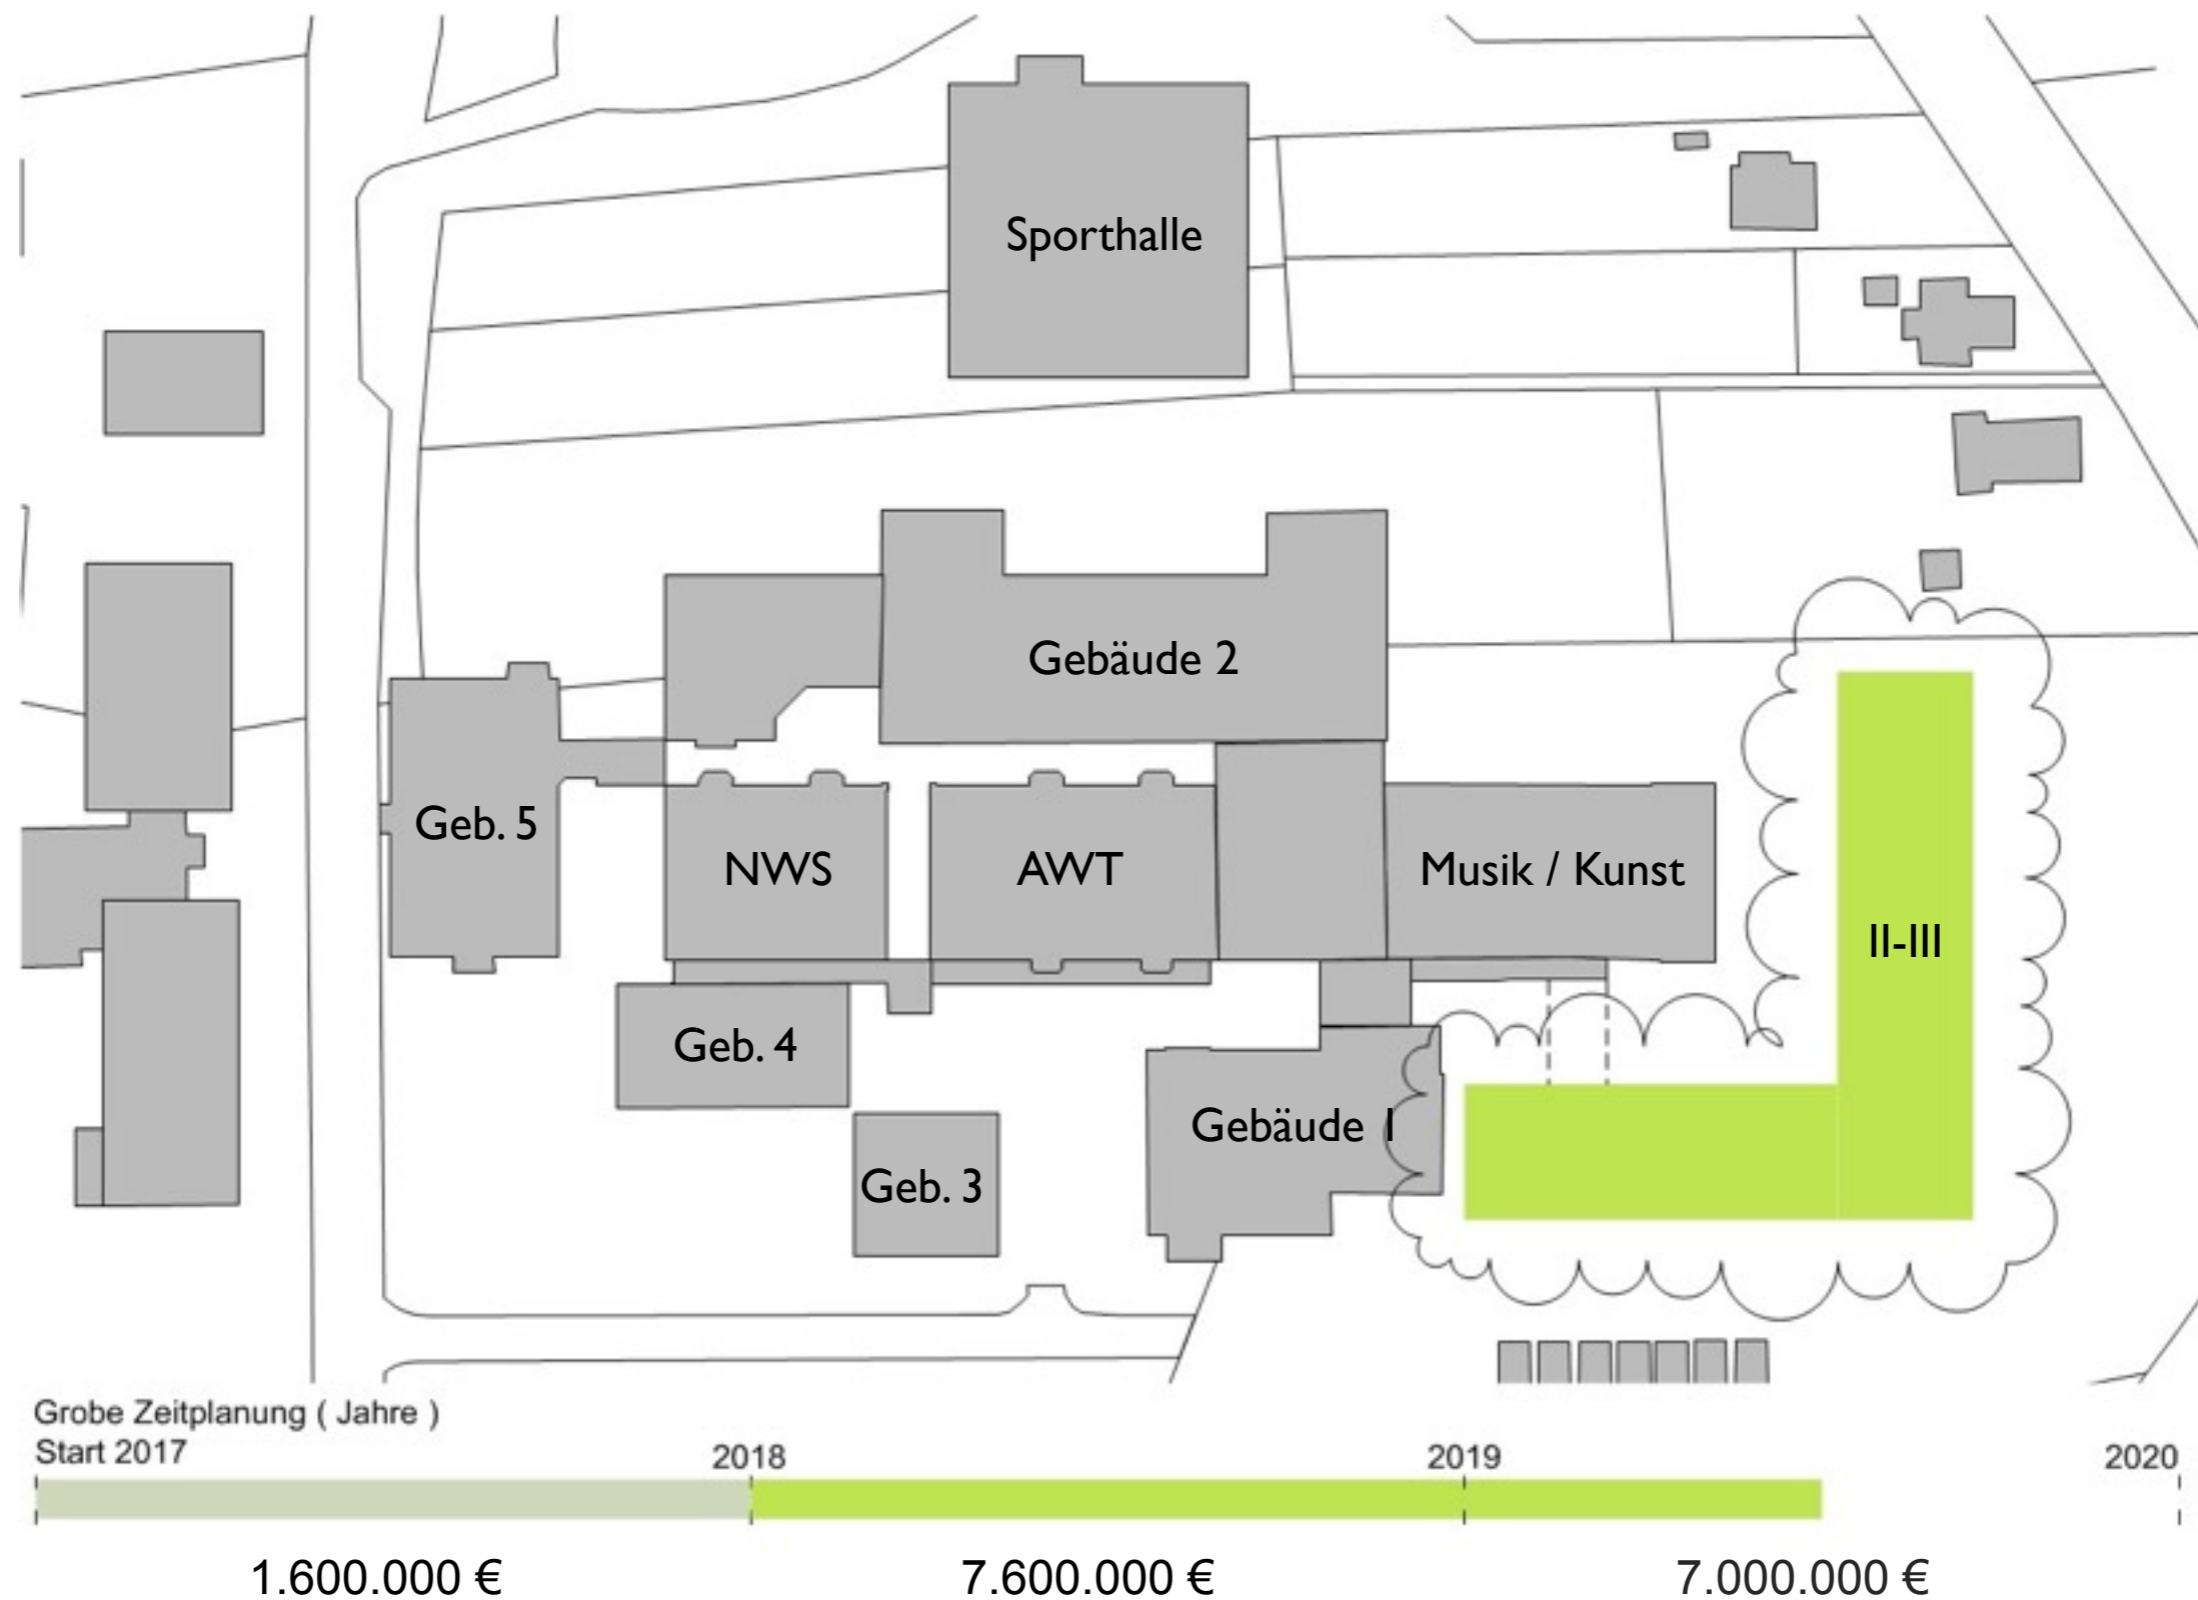 Sporthalle
Gebäude 2
Geb. 5
NWS
AWT
Musik / Kunst
II-III
Geb. 4
Gebäude 1
Geb. 3
Grobe Zeitplanung ( Jahre )
Start 2017 2018 2019 2020
1.600.000 € 7.600.000 € 7.000.000 €